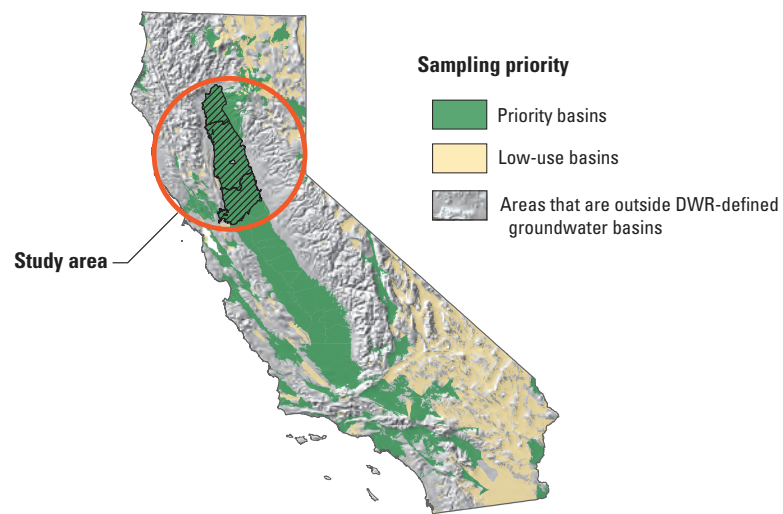 Sampling priority
Priority basins
Low-use basins
Areas that are outside DWR-defined
groundwater basins
Study area